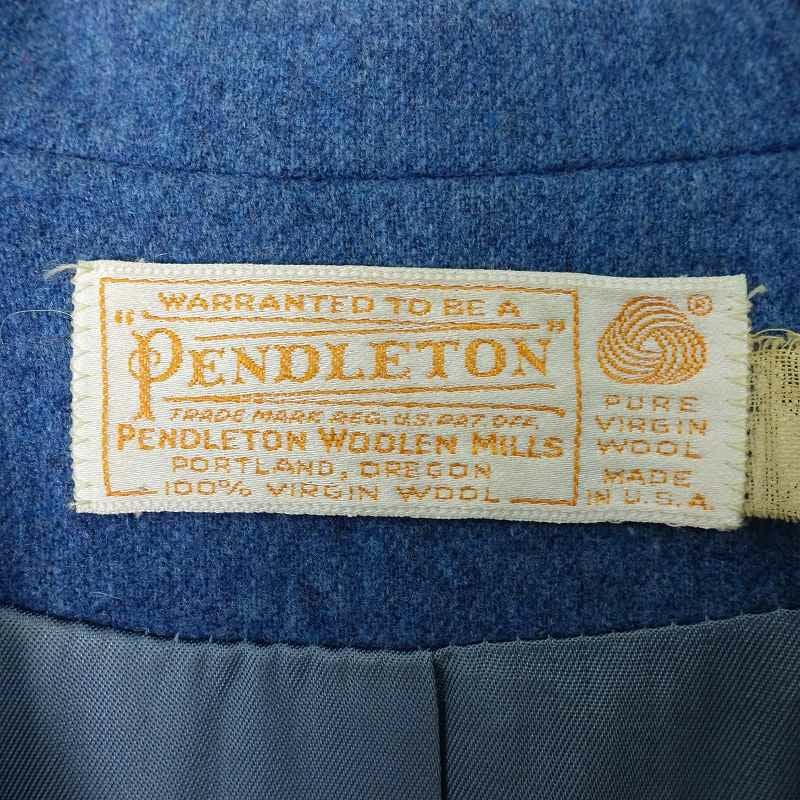 WARRANTED TO BE A
"PENDLETON"
TRADE MARK REG. U.S. PAT. OFF.
PENDLETON WOOLEN MILLS
PORTLAND, OREGON
100% VIRGIN WOOL
®
PURE
VIRGIN
WOOL
MADE
IN U.S.A.